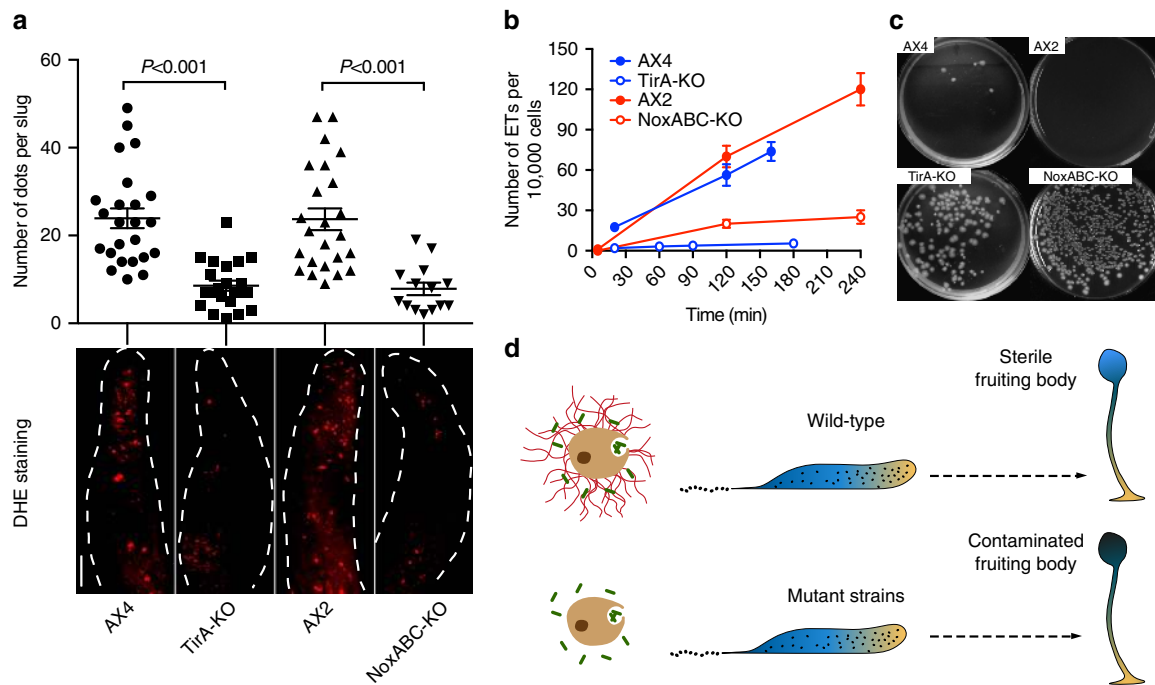 a
Number of dots per slug
60
40
20
0
P<0.001
P<0.001
DHE staining
AX4
TirA-KO
AX2
NoxABC-KO
b
Number of ETs per
10,000 cells
150
120
90
60
30
0
AX4
TirA-KO
AX2
NoxABC-KO
0
30
60
90
120
150
180
210
240
Time (min)
c
AX4
AX2
TirA-KO
NoxABC-KO
d
Sterile
fruiting body
Wild-type
Contaminated
fruiting body
Mutant strains